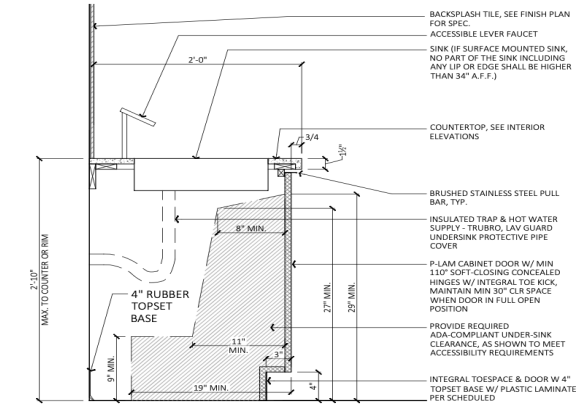 BACKSPLASH TILE, SEE FINISH PLAN
FOR SPEC.
ACCESSIBLE LEVER FAUCET
SINK (IF SURFACE MOUNTED SINK,
NO PART OF THE SINK INCLUDING
ANY LIP OR EDGE SHALL BE HIGHER
THAN 34" A.F.F.)
2'-0"
3/4
1½"
COUNTERTOP, SEE INTERIOR
ELEVATIONS
BRUSHED STAINLESS STEEL PULL
BAR, TYP.
INSULATED TRAP & HOT WATER
SUPPLY - TRUBRO, LAV GUARD
UNDERSINK PROTECTIVE PIPE
COVER
8" MIN.
2'-10"
MAX. TO COUNTER OR RIM
27" MIN.
29" MIN.
P-LAM CABINET DOOR W/ MIN
110° SOFT-CLOSING CONCEALED
HINGES W/ INTEGRAL TOE KICK,
MAINTAIN MIN 30" CLR SPACE
WHEN DOOR IN FULL OPEN
POSITION
4" RUBBER
TOPSET
BASE
PROVIDE REQUIRED
ADA-COMPLIANT UNDER-SINK
CLEARANCE, AS SHOWN TO MEET
ACCESSIBILITY REQUIREMENTS
11"
MIN.
3"
9" MIN.
19" MIN.
4"
INTEGRAL TOESPACE & DOOR W 4"
TOPSET BASE W/ PLASTIC LAMINATE
PER SCHEDULED